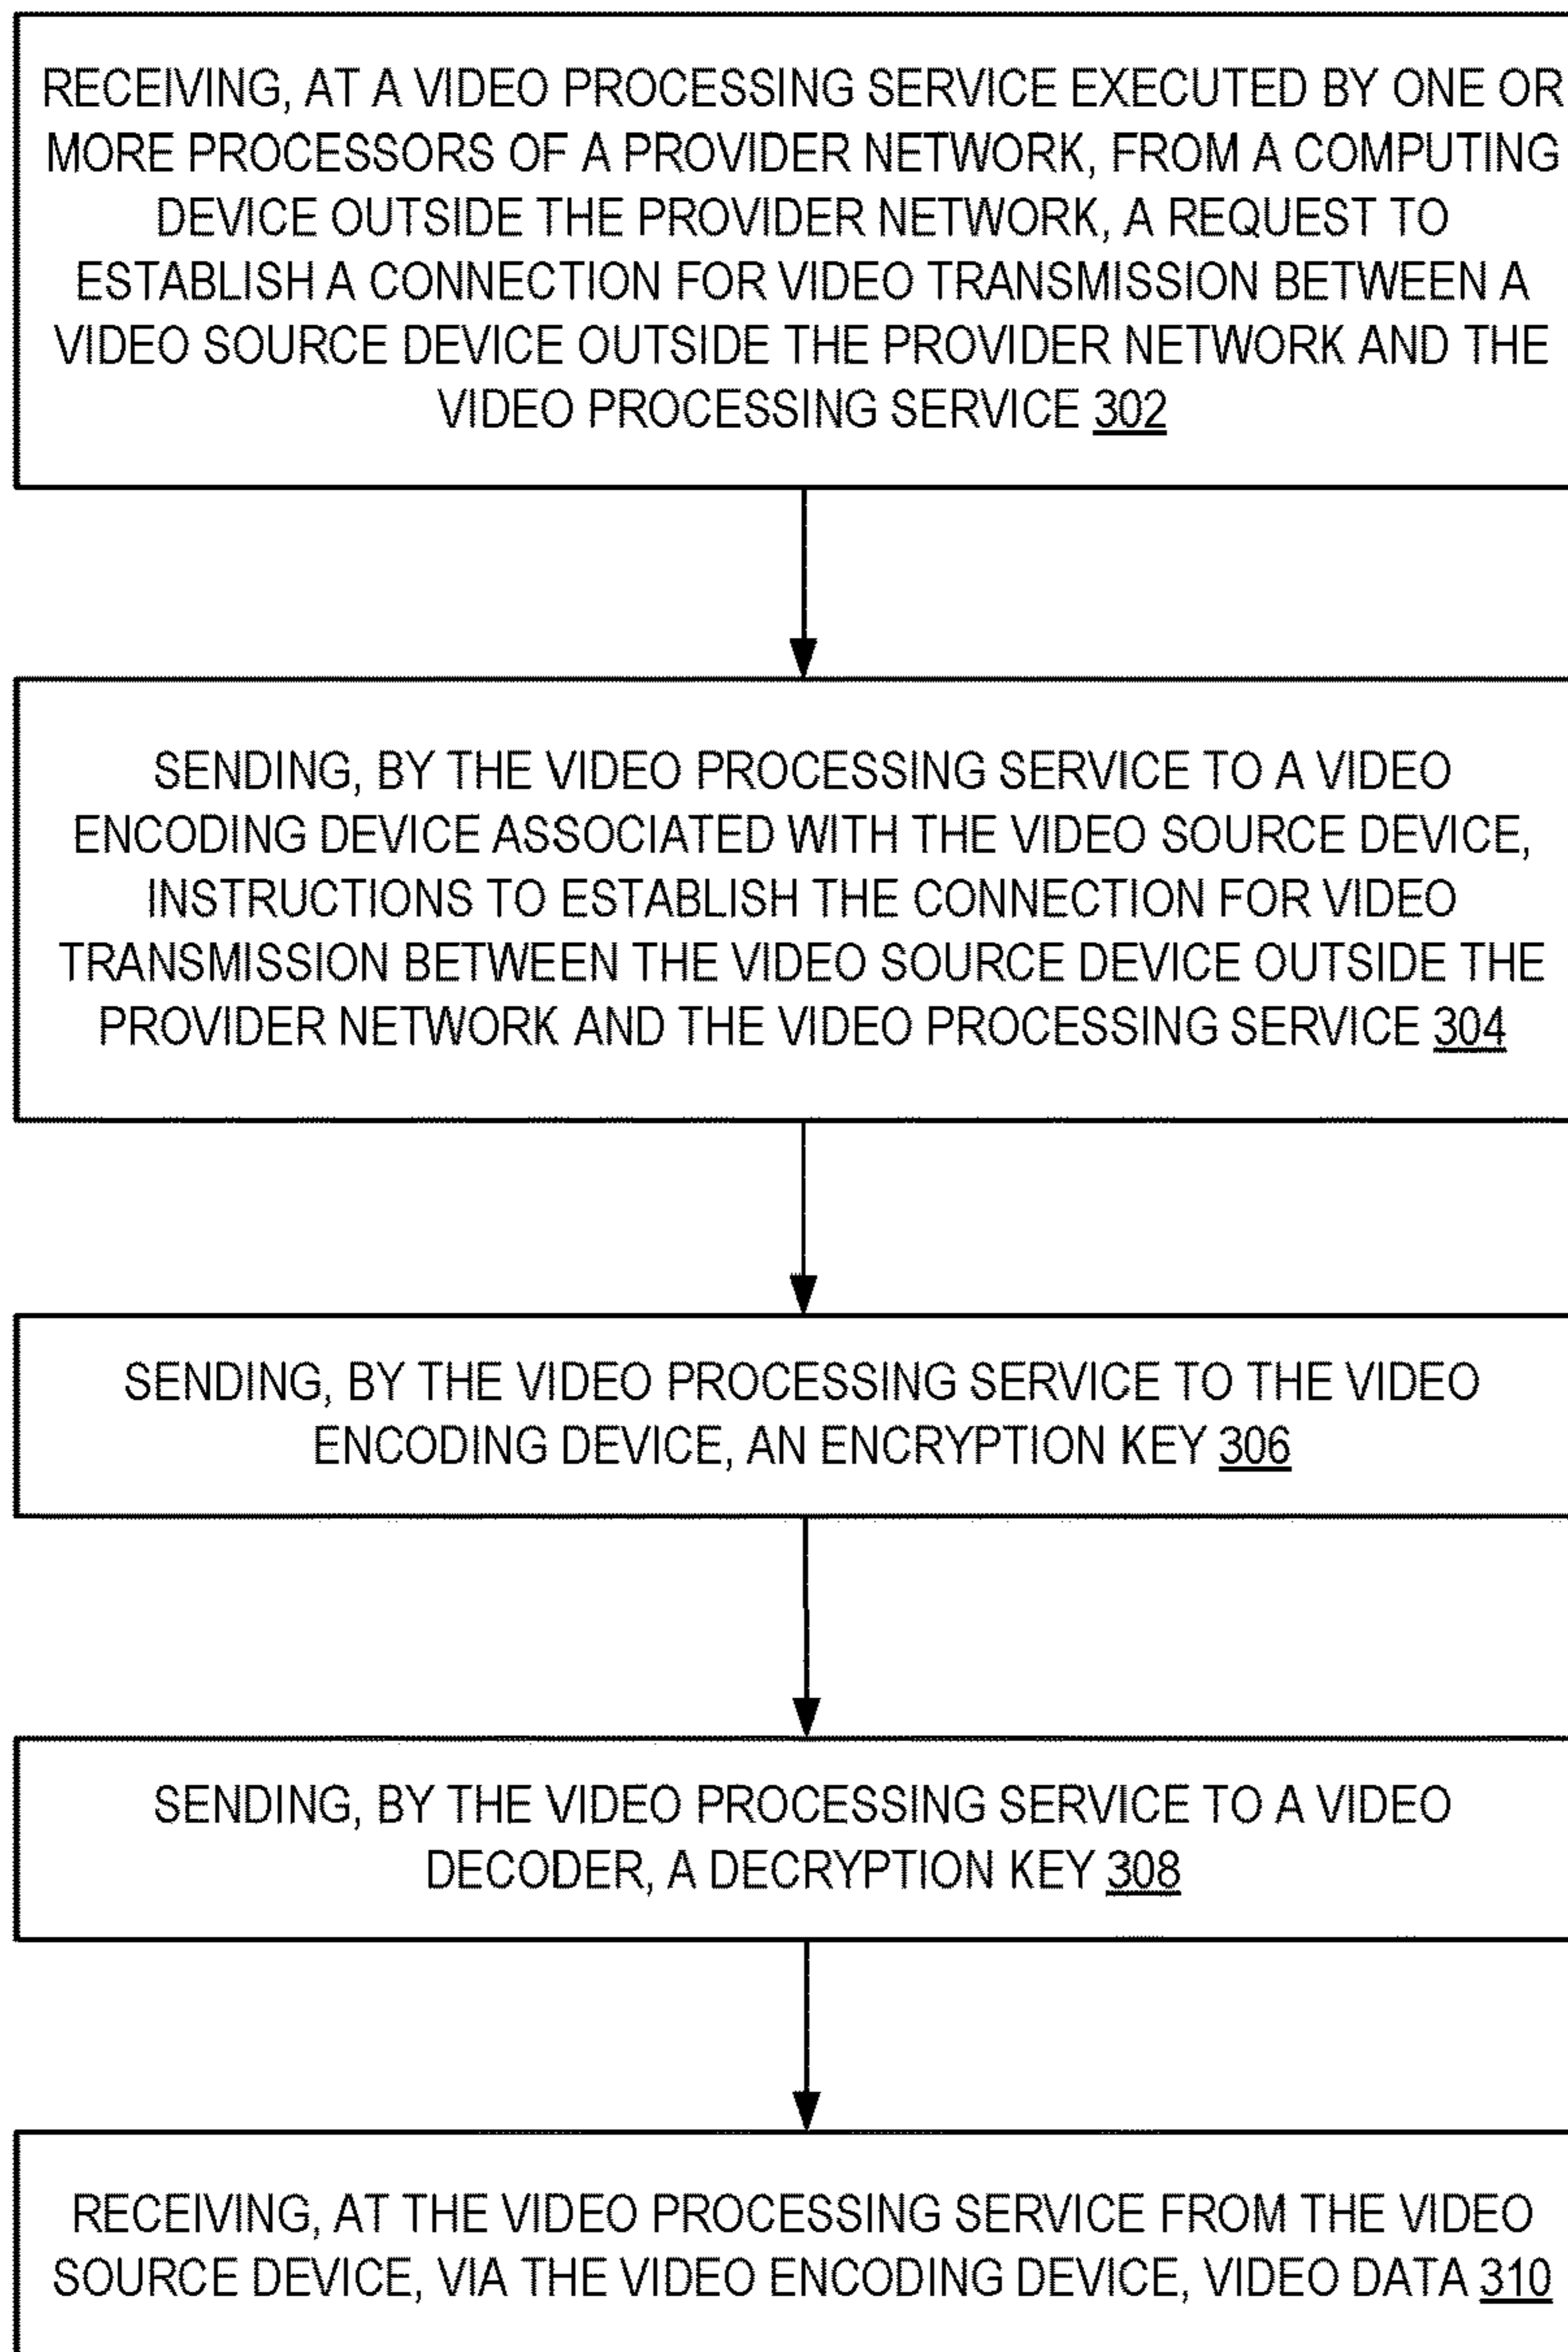 RECEIVING, AT A VIDEO PROCESSING SERVICE EXECUTED BY ONE OR
MORE PROCESSORS OF A PROVIDER NETWORK, FROM A COMPUTING
DEVICE OUTSIDE THE PROVIDER NETWORK, A REQUEST TO
ESTABLISH A CONNECTION FOR VIDEO TRANSMISSION BETWEEN A
VIDEO SOURCE DEVICE OUTSIDE THE PROVIDER NETWORK AND THE
VIDEO PROCESSING SERVICE 302
SENDING, BY THE VIDEO PROCESSING SERVICE TO A VIDEO
ENCODING DEVICE ASSOCIATED WITH THE VIDEO SOURCE DEVICE,
INSTRUCTIONS TO ESTABLISH THE CONNECTION FOR VIDEO
TRANSMISSION BETWEEN THE VIDEO SOURCE DEVICE OUTSIDE THE
PROVIDER NETWORK AND THE VIDEO PROCESSING SERVICE 304
SENDING, BY THE VIDEO PROCESSING SERVICE TO THE VIDEO
ENCODING DEVICE, AN ENCRYPTION KEY 306
SENDING, BY THE VIDEO PROCESSING SERVICE TO A VIDEO
DECODER, A DECRYPTION KEY 308
RECEIVING, AT THE VIDEO PROCESSING SERVICE FROM THE VIDEO
SOURCE DEVICE, VIA THE VIDEO ENCODING DEVICE, VIDEO DATA 310